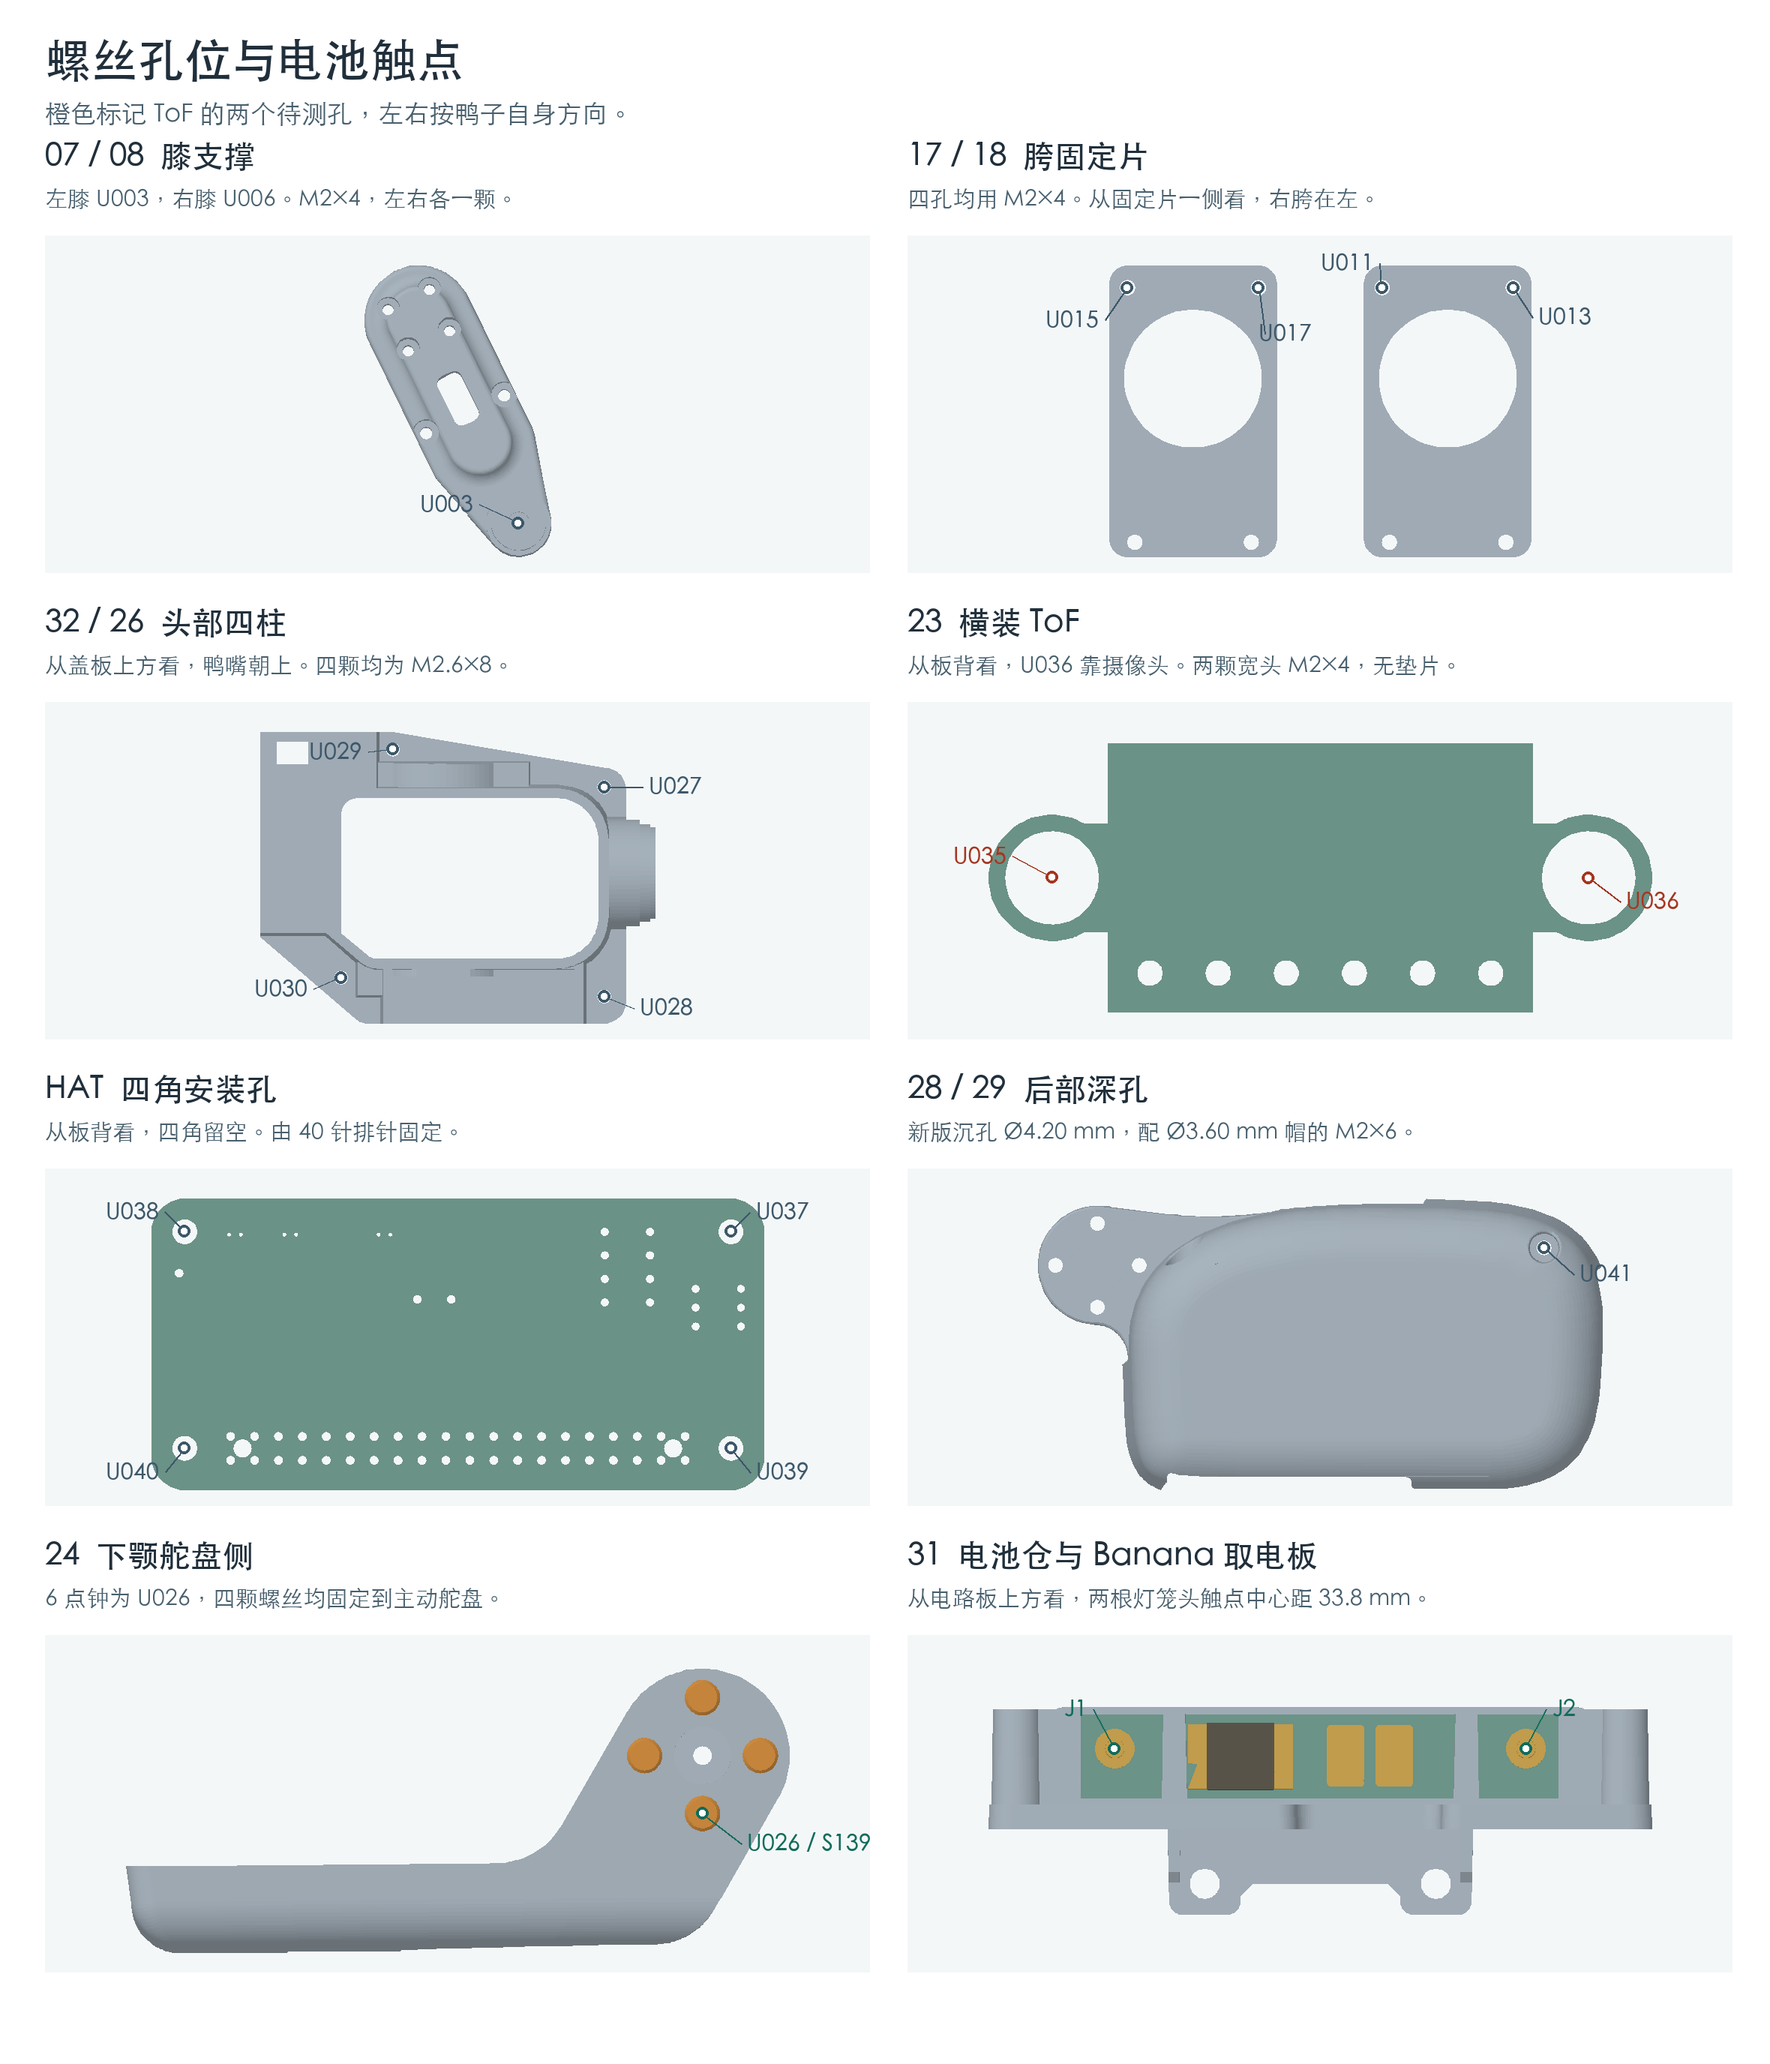 螺丝孔位与电池触点
橙色标记 ToF 的两个待测孔，左右按鸭子自身方向。
07 / 08 膝支撑
左膝 U003，右膝 U006。M2×4，左右各一颗。
U003
17 / 18 胯固定片
四孔均用 M2×4。从固定片一侧看，右胯在左。
U011
U015
U017
U013
32 / 26 头部四柱
从盖板上方看，鸭嘴朝上。四颗均为 M2.6×8。
U029
U027
U030
U028
23 横装 ToF
从板背看，U036 靠摄像头。两颗宽头 M2×4，无垫片。
U035
U036
HAT 四角安装孔
从板背看，四角留空。由 40 针排针固定。
U038
U037
U040
U039
28 / 29 后部深孔
新版沉孔 Ø4.20 mm，配 Ø3.60 mm 帽的 M2×6。
U041
24 下颚舵盘侧
6 点钟为 U026，四颗螺丝均固定到主动舵盘。
U026 / S139
31 电池仓与 Banana 取电板
从电路板上方看，两根灯笼头触点中心距 33.8 mm。
J1
J2